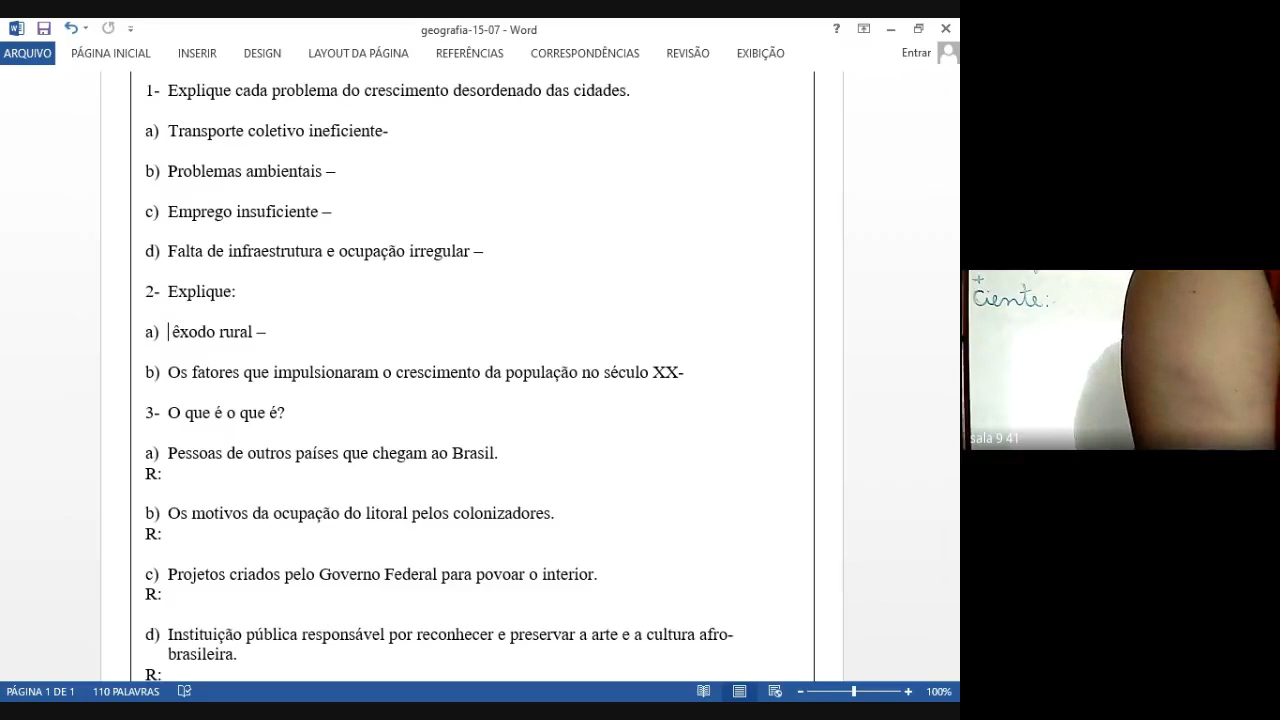 geografia-15-07 - Word
ARQUIVO PÁGINA INICIAL INSERIR DESIGN LAYOUT DA PÁGINA REFERÊNCIAS CORRESPONDÊNCIAS REVISÃO EXIBIÇÃO Entrar
1- Explique cada problema do crescimento desordenado das cidades.
a) Transporte coletivo ineficiente-
b) Problemas ambientais –
c) Emprego insuficiente –
d) Falta de infraestrutura e ocupação irregular –
2- Explique:
a) êxodo rural –
b) Os fatores que impulsionaram o crescimento da população no século XX-
3- O que é o que é?
a) Pessoas de outros países que chegam ao Brasil.
R:
b) Os motivos da ocupação do litoral pelos colonizadores.
R:
c) Projetos criados pelo Governo Federal para povoar o interior.
R:
d) Instituição pública responsável por reconhecer e preservar a arte e a cultura afro-
brasileira.
R:
PÁGINA 1 DE 1 110 PALAVRAS 100%
Ciente:
sala 9 41